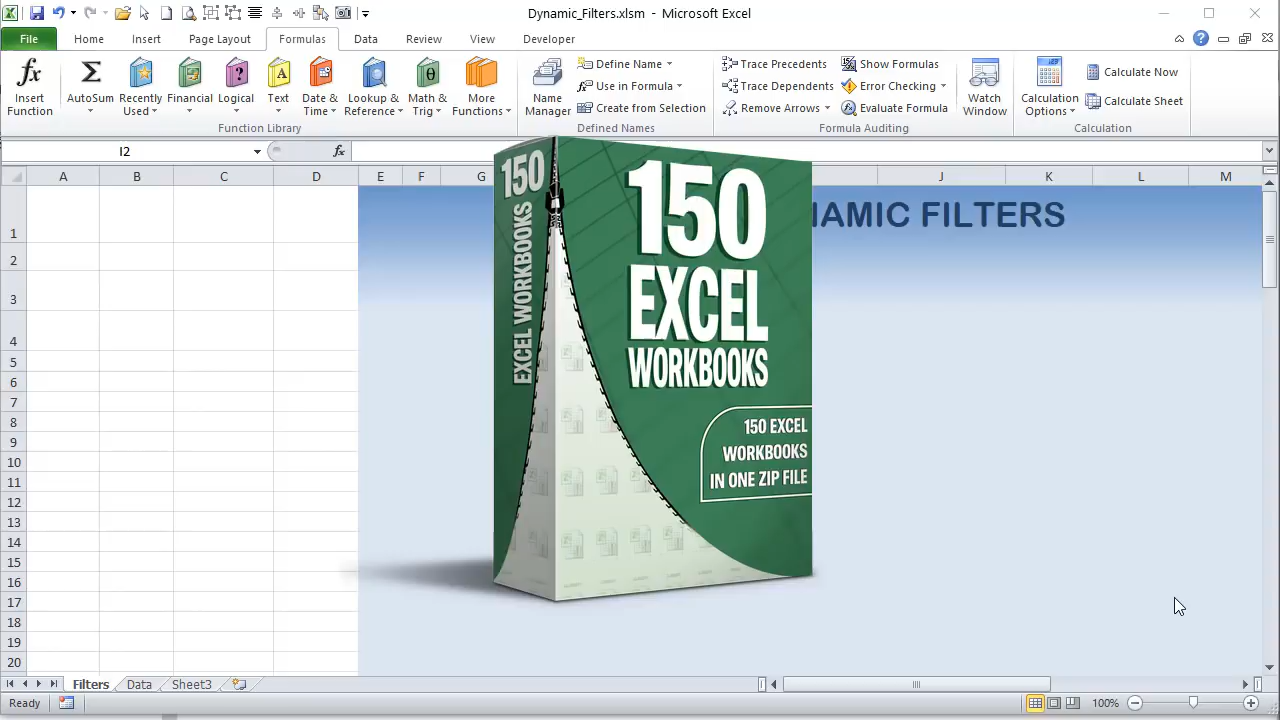 Dynamic_Filters.xlsm - Microsoft Excel
File Home Insert Page Layout Formulas Data Review View Developer
Insert Function
AutoSum
Recently Used
Financial
Logical
Text
Date & Time
Lookup & Reference
Math & Trig
More Functions
Function Library
Name Manager
Define Name
Use in Formula
Create from Selection
Defined Names
Trace Precedents
Trace Dependents
Remove Arrows
Show Formulas
Error Checking
Evaluate Formula
Formula Auditing
Watch Window
Calculation Options
Calculate Now
Calculate Sheet
Calculation
I2
fx
A B C D E F G J K L M
NAMIC FILTERS
1
2
3
4
5
6
7
8
9
10
11
12
13
14
15
16
17
18
19
20
150 EXCEL WORKBOOKS
150
EXCEL
WORKBOOKS
150 EXCEL
WORKBOOKS
IN ONE ZIP FILE
Filters Data Sheet3
Ready
100%